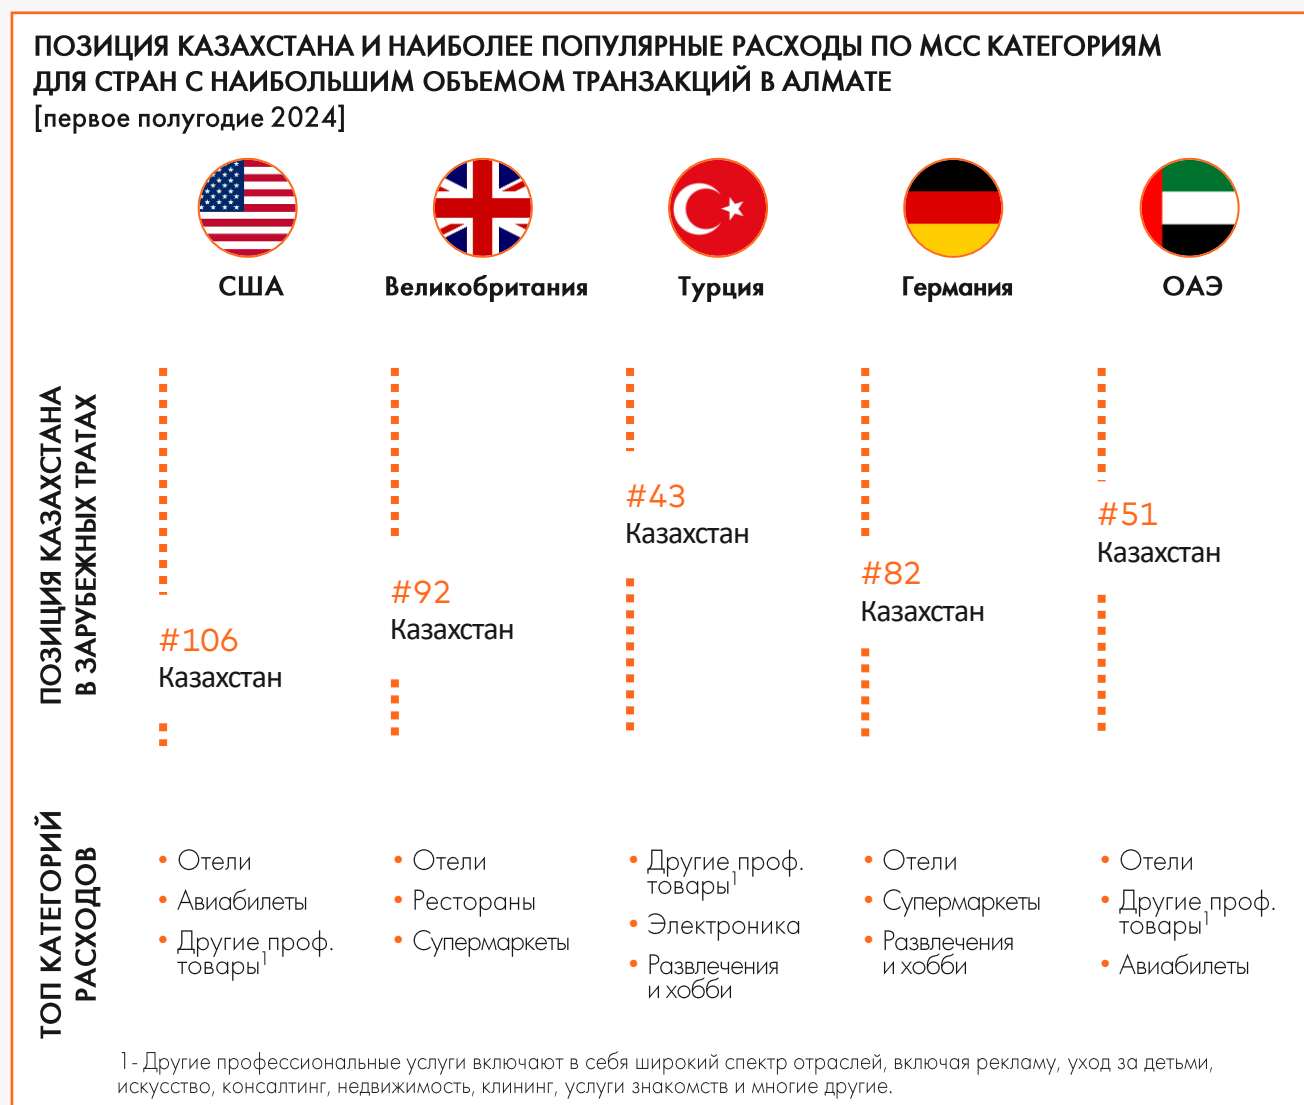 ПОЗИЦИЯ КАЗАХСТАНА И НАИБОЛЕЕ ПОПУЛЯРНЫЕ РАСХОДЫ ПО МСС КАТЕГОРИЯМ
ДЛЯ СТРАН С НАИБОЛЬШИМ ОБЪЕМОМ ТРАНЗАКЦИЙ В АЛМАТЕ
[первое полугодие 2024]
США
Великобритания
Турция
Германия
ОАЭ
ПОЗИЦИЯ КАЗАХСТАНА
В ЗАРУБЕЖНЫХ ТРАТАХ
#106
Казахстан
#92
Казахстан
#43
Казахстан
#82
Казахстан
#51
Казахстан
ТОП КАТЕГОРИЙ
РАСХОДОВ
• Отели
• Авиабилеты
• Другие проф.
товары¹
• Отели
• Рестораны
• Супермаркеты
• Другие проф.
товары¹
• Электроника
• Развлечения
и хобби
• Отели
• Супермаркеты
• Развлечения
и хобби
• Отели
• Другие проф.
товары¹
• Авиабилеты
1- Другие профессиональные услуги включают в себя широкий спектр отраслей, включая рекламу, уход за детьми,
искусство, консалтинг, недвижимость, клининг, услуги знакомств и многие другие.